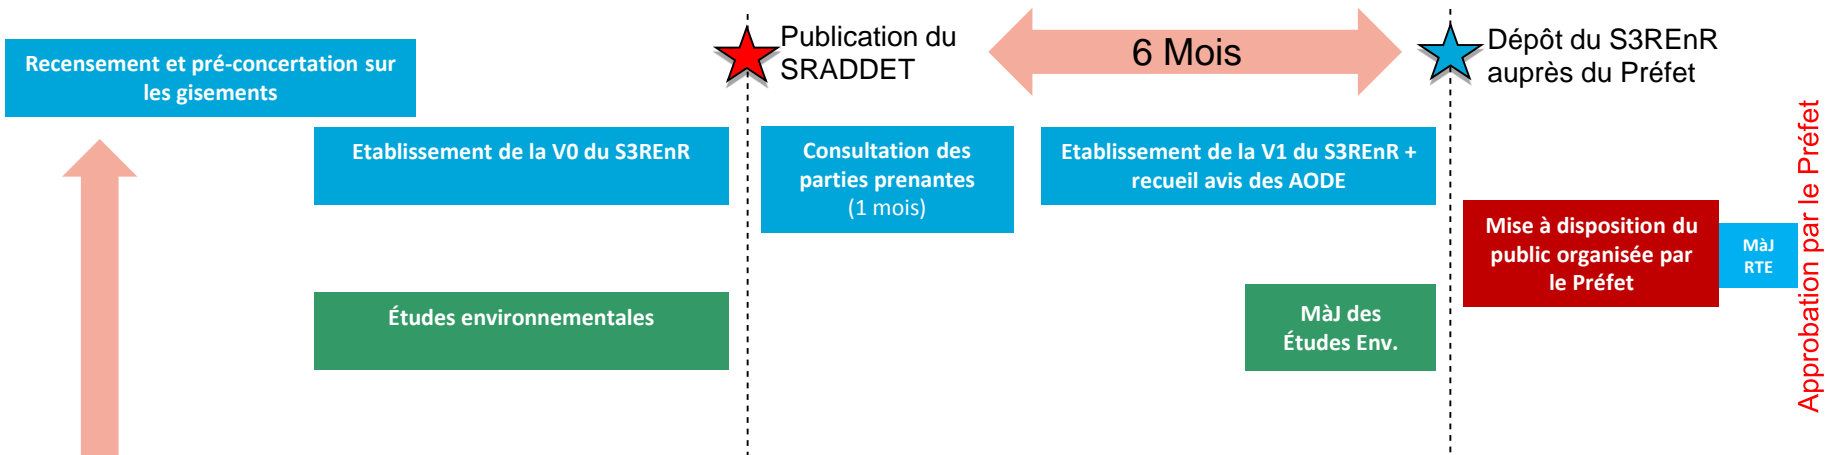 Recensement et pré-concertation sur
les gisements
Publication du
SRADDET
6 Mois
Dépôt du S3REnR
auprès du Préfet
Etablissement de la V0 du S3REnR
Consultation des
parties prenantes
(1 mois)
Etablissement de la V1 du S3REnR +
recueil avis des AODE
Mise à disposition du
public organisée par
le Préfet
MàJ
RTE
Approbation par le Préfet
Études environnementales
MàJ des
Études Env.